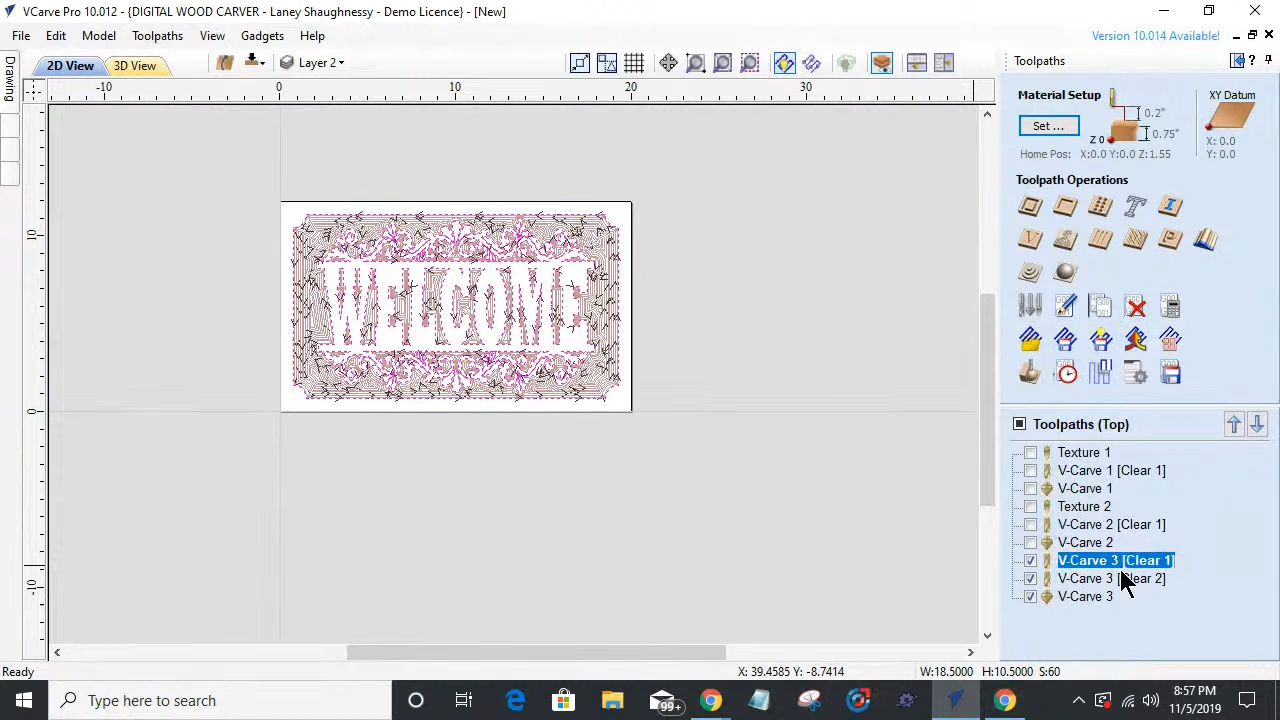 VCarve Pro 10.012 - {DIGITAL WOOD CARVER - Laney Shaughnessy - Demo Licence} - [New]
File Edit Model Toolpaths View Gadgets Help
Version 10.014 Available!
Drawing
2D View 3D View Layer 2
Toolpaths
-10 0 10 20 30
10
0
-10
WELCOME
Material Setup
Set ...
0.2"
Z 0
0.75"
Home Pos: X:0.0 Y:0.0 Z:1.55
XY Datum
X: 0.0
Y: 0.0
Toolpath Operations
Toolpaths (Top)
Texture 1
V-Carve 1 [Clear 1]
V-Carve 1
Texture 2
V-Carve 2 [Clear 1]
V-Carve 2
V-Carve 3 [Clear 1]
V-Carve 3 [Clear 2]
V-Carve 3
Ready
X: 39.4585 Y: -8.7414
W:18.5000 H:10.5000 S:60
Type here to search
99+
8:57 PM
11/5/2019